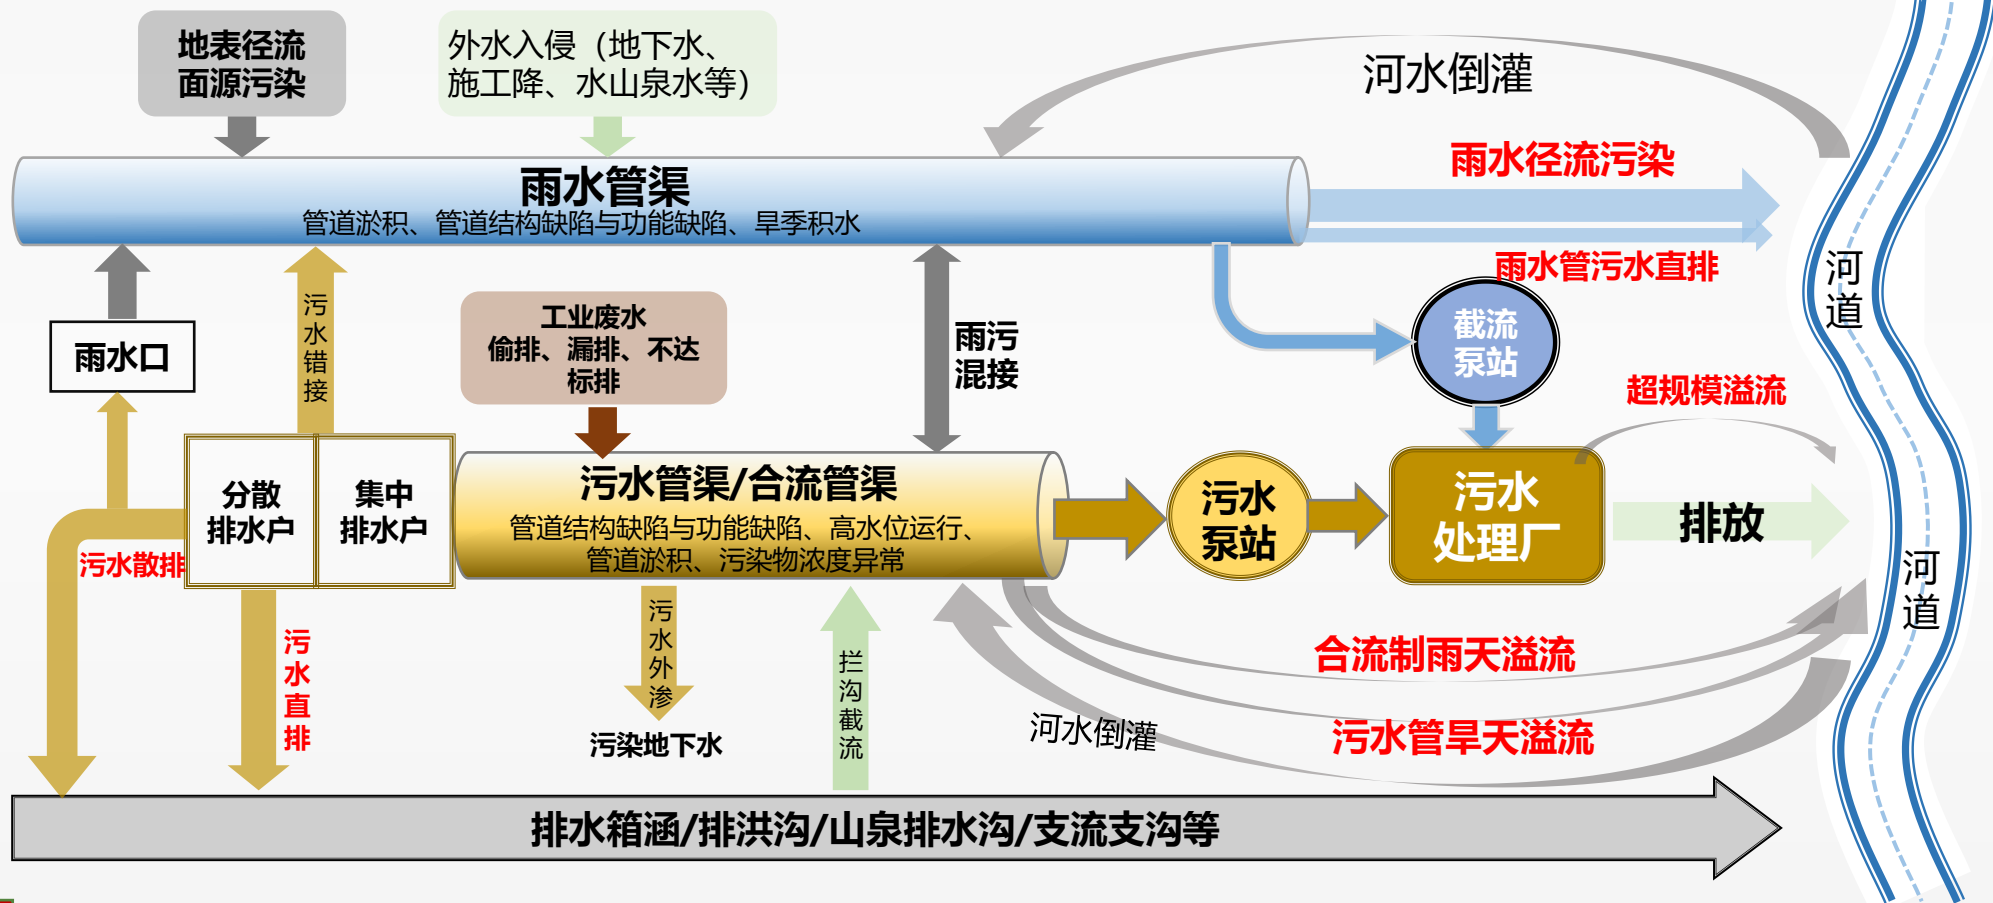 地表径流
面源污染
外水入侵（地下水、
施工降、水山泉水等）
河水倒灌
雨水径流污染
雨水管渠
管道淤积、管道结构缺陷与功能缺陷、旱季积水
雨水管污水直排
河道
污水错接
工业废水
偷排、漏排、不达
标排
雨污
混接
截流
泵站
雨水口
超规模溢流
分散
排水户
集中
排水户
污水管渠/合流管渠
管道结构缺陷与功能缺陷、高水位运行、
管道淤积、污染物浓度异常
污水
泵站
污水
处理厂
排放
污水散排
河道
污水直排
污水外渗
拦沟截流
合流制雨天溢流
污染地下水
河水倒灌
污水管旱天溢流
排水箱涵/排洪沟/山泉排水沟/支流支沟等